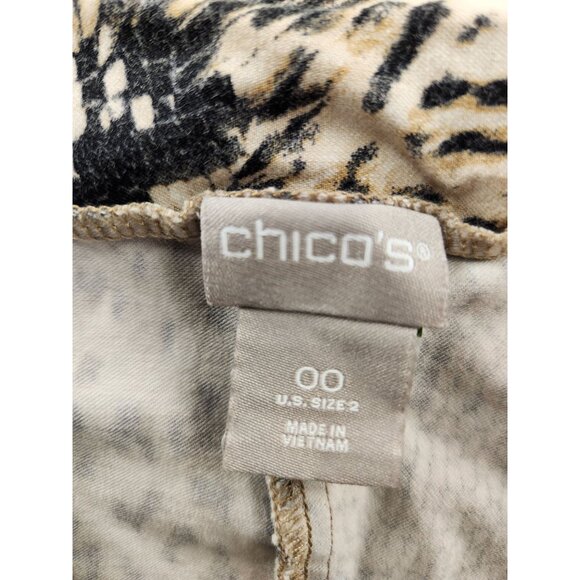 chico's®
00
U.S. SIZE-2
MADE IN
VIETNAM